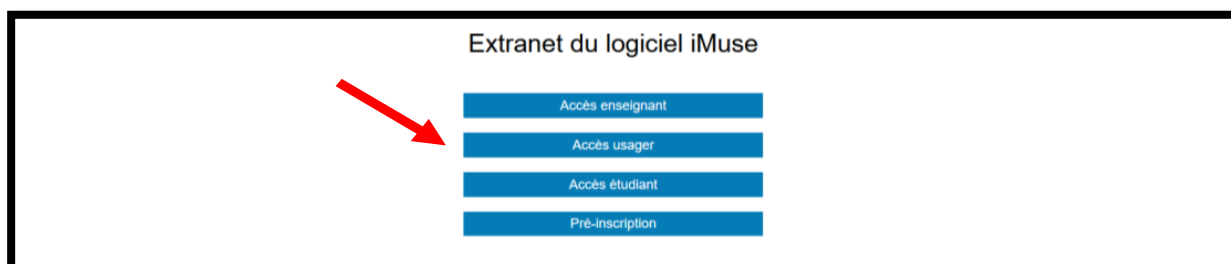 Extranet du logiciel iMuse
Accès enseignant
Accès usager
Accès étudiant
Pré-inscription